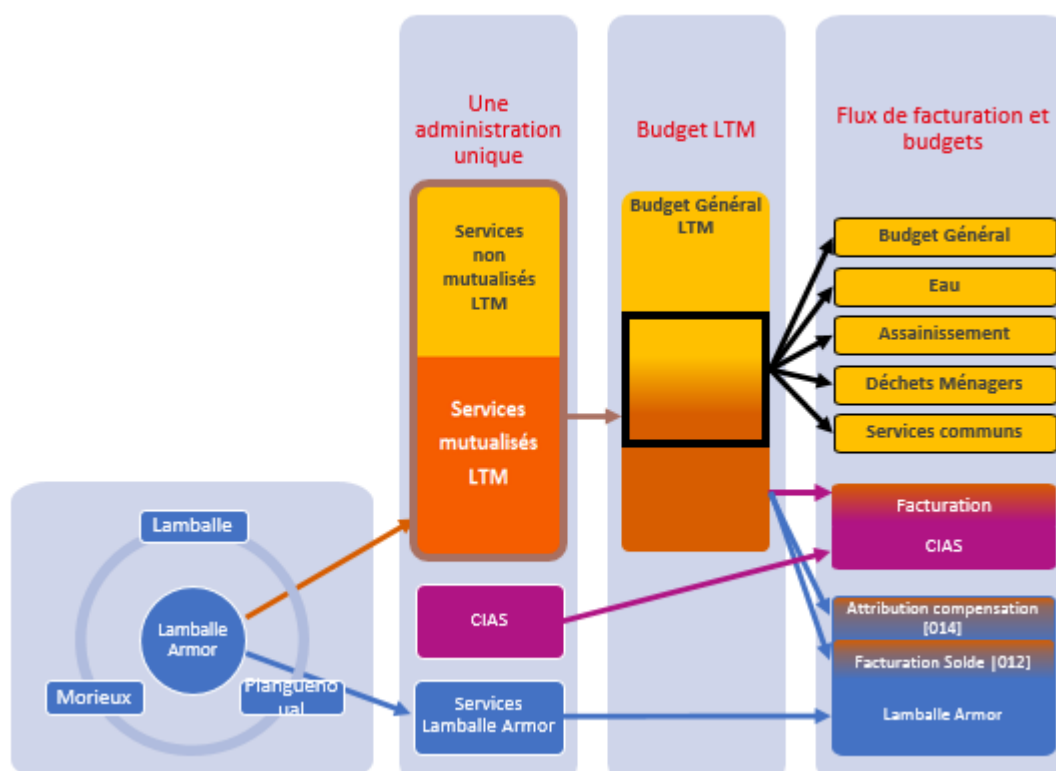 Une
administration
unique
Budget LTM
Flux de facturation et
budgets
Services
non
mutualisés
LTM
Services
mutualisés
LTM
Budget Général
LTM
Budget Général
Eau
Assainissement
Déchets Ménagers
Services communs
Facturation
CIAS
Lamballe
Lamballe
Armor
Morieux
Plangueno
ual
CIAS
Services
Lamballe Armor
Attribution compensation
[014]
Facturation Solde |012]
Lamballe Armor